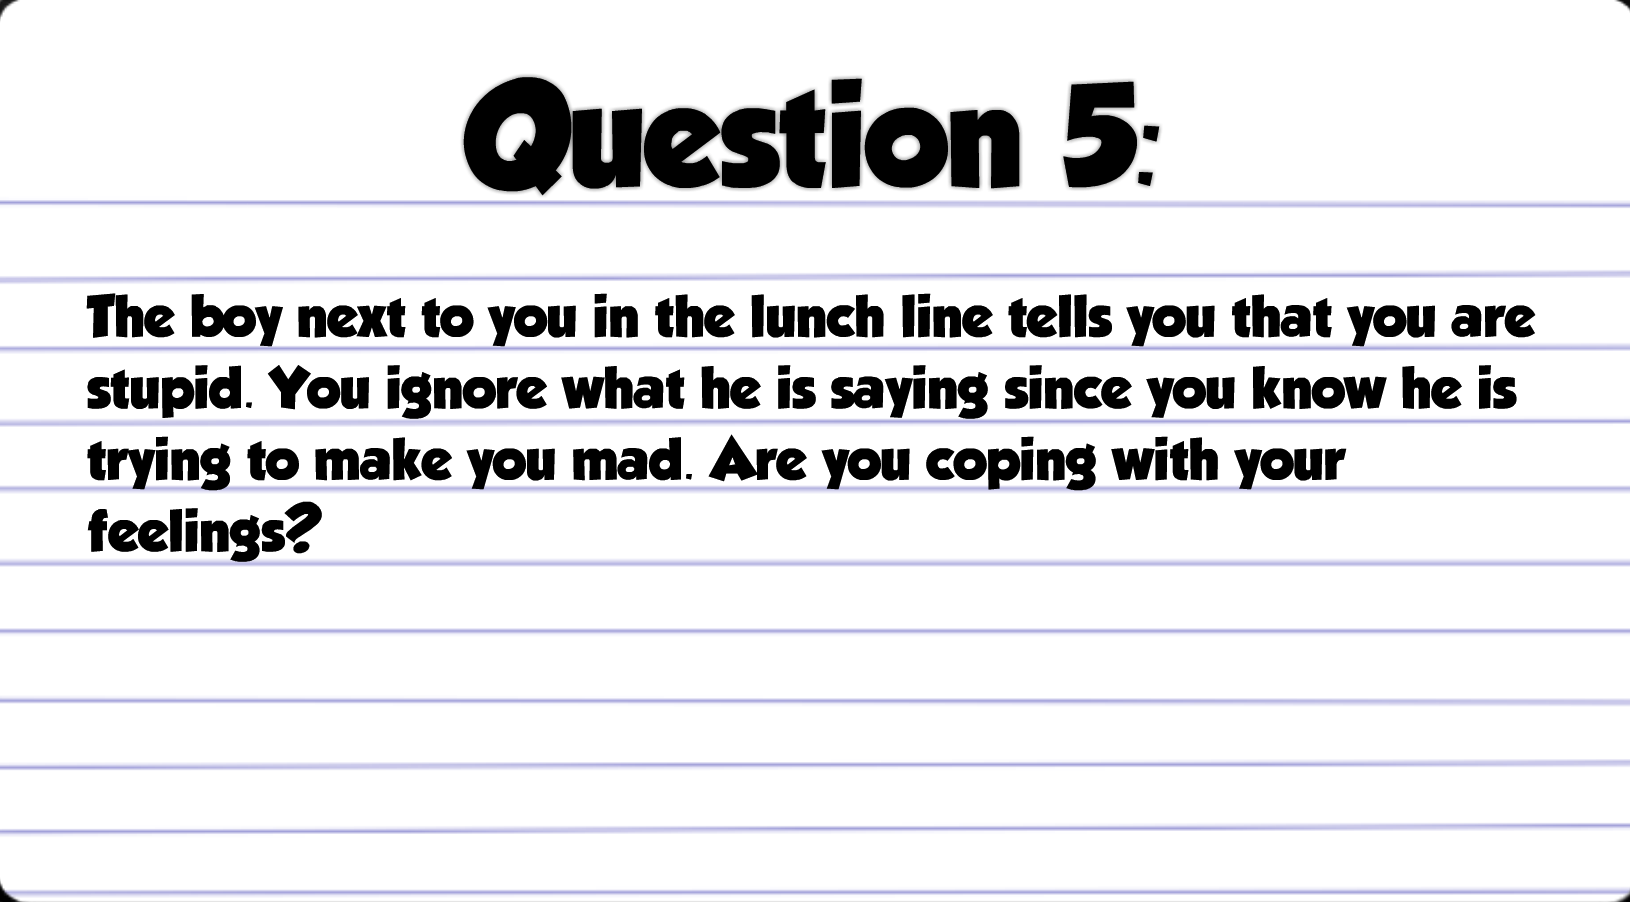 Question 5:
The boy next to you in the lunch line tells you that you are
stupid. You ignore what he is saying since you know he is
trying to make you mad. Are you coping with your
feelings?